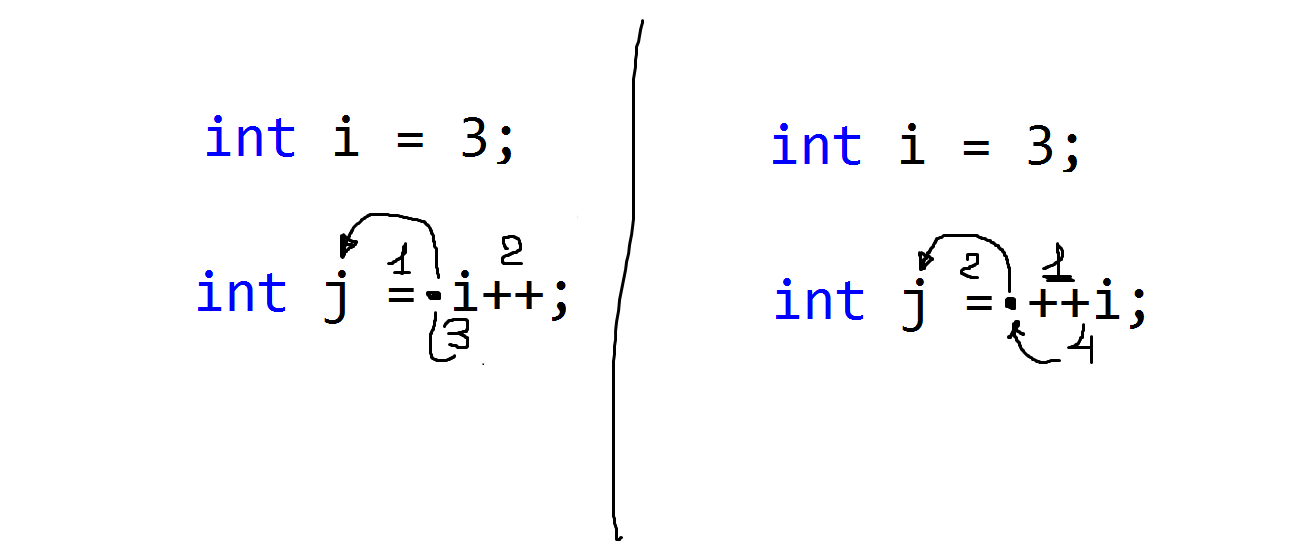 int i = 3;
1 2
int j = i++;
3
int i = 3;
2 1
int j = ++i;
4